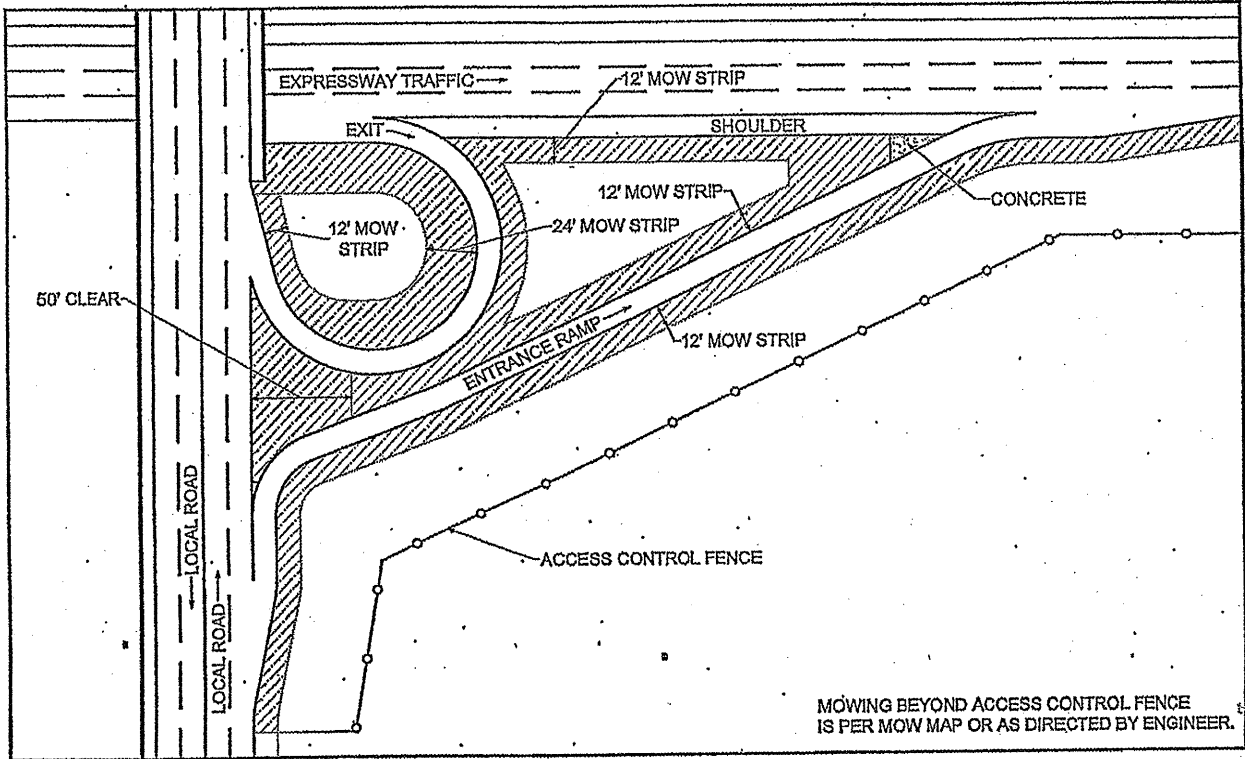 EXPRESSWAY TRAFFIC
12' MOW STRIP
EXIT
SHOULDER
12' MOW STRIP
CONCRETE
12' MOW
STRIP
24' MOW STRIP
50' CLEAR
12' MOW STRIP
ENTRANCE RAMP
LOCAL ROAD
LOCAL ROAD
ACCESS CONTROL FENCE
MOWING BEYOND ACCESS CONTROL FENCE
IS PER MOW MAP OR AS DIRECTED BY ENGINEER.